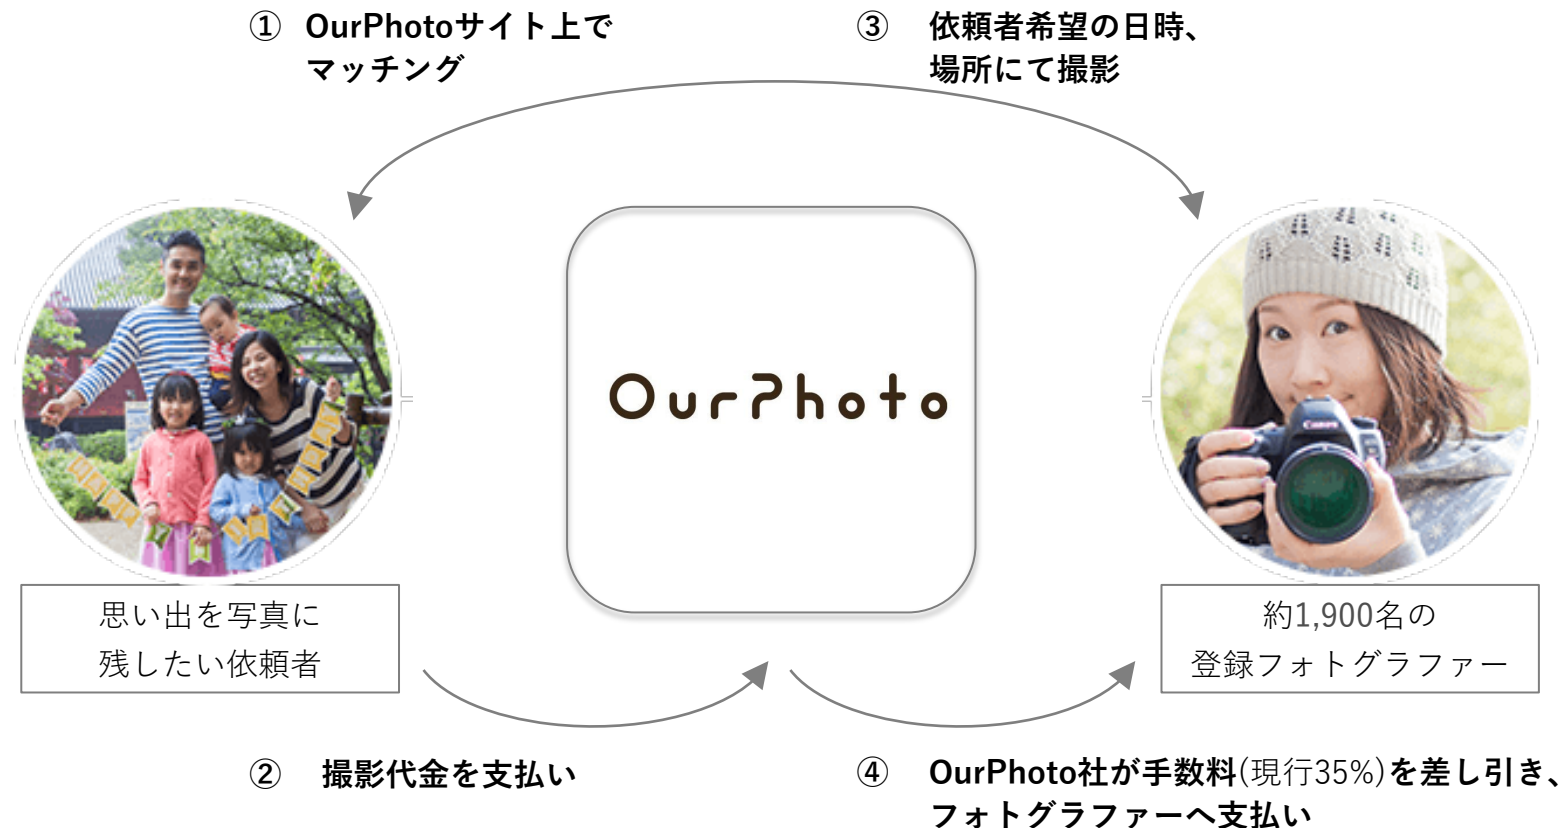 ① OurPhotoサイト上で
マッチング
③ 依頼者希望の日時、
場所にて撮影
OurPhoto
Canon
思い出を写真に
残したい依頼者
約1,900名の
登録フォトグラファー
② 撮影代金を支払い
④ OurPhoto社が手数料(現行35%)を差し引き、
フォトグラファーへ支払い